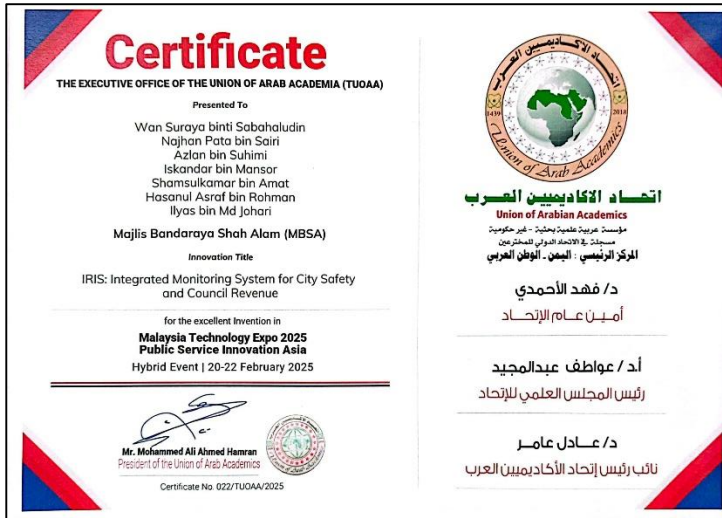 Certificate
THE EXECUTIVE OFFICE OF THE UNION OF ARAB ACADEMIA (TUOAA)
Presented To
Wan Suraya binti Sabahaludin
Najhan Pata bin Sairi
Azlan bin Suhimi
Iskandar bin Mansor
Shamsulkamar bin Amat
Hasanul Asraf bin Rohman
Ilyas bin Md Johari
Majlis Bandaraya Shah Alam (MBSA)
Innovation Title
IRIS: Integrated Monitoring System for City Safety
and Council Revenue
for the excellent Invention in
Malaysia Technology Expo 2025
Public Service Innovation Asia
Hybrid Event | 20-22 February 2025
Mr. Mohammed Ali Ahmed Hamran
President of the Union of Arab Academics
Certificate No. 022/TUOAA/2025
اتحاد الاكاديميين العرب
1439
2018
Union of Arab Academics
اتحاد الاكاديميين العرب
Union of Arabian Academics
مؤسسة عربية علمية بحثية - غير حكومية
مسجلة في الاتحاد الدولي للمخترعين
المركز الرئيسي : اليمن - الوطن العربي
د/ فهد الأحمدي
أمين عام الإتحاد
أ.د / عواطف عبدالمجيد
رئيس المجلس العلمي للإتحاد
د/ عادل عامر
نائب رئيس إتحاد الأكاديميين العرب